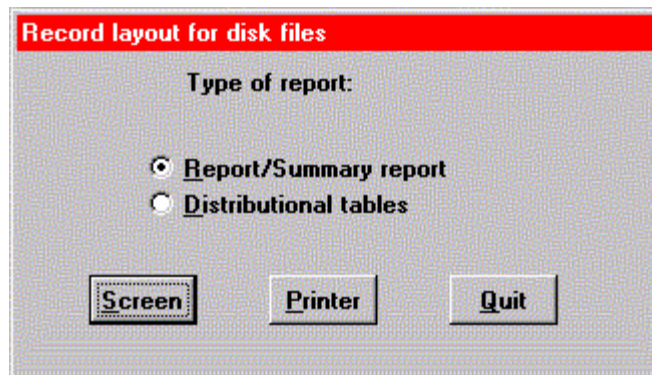 Record layout for disk files
Type of report:
Report/Summary report
Distributional tables
Screen Printer Quit